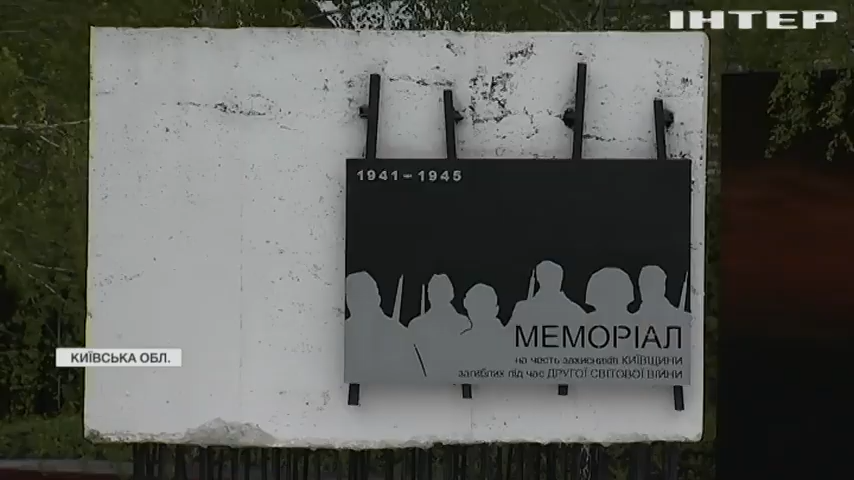 ІНТЕР
1941-1945
МЕМОРІАЛ
на честь захисників КИЇВЩИНИ
загиблих під час ДРУГОЇ СВІТОВОЇ ВІЙНИ
КИЇВСЬКА ОБЛ.